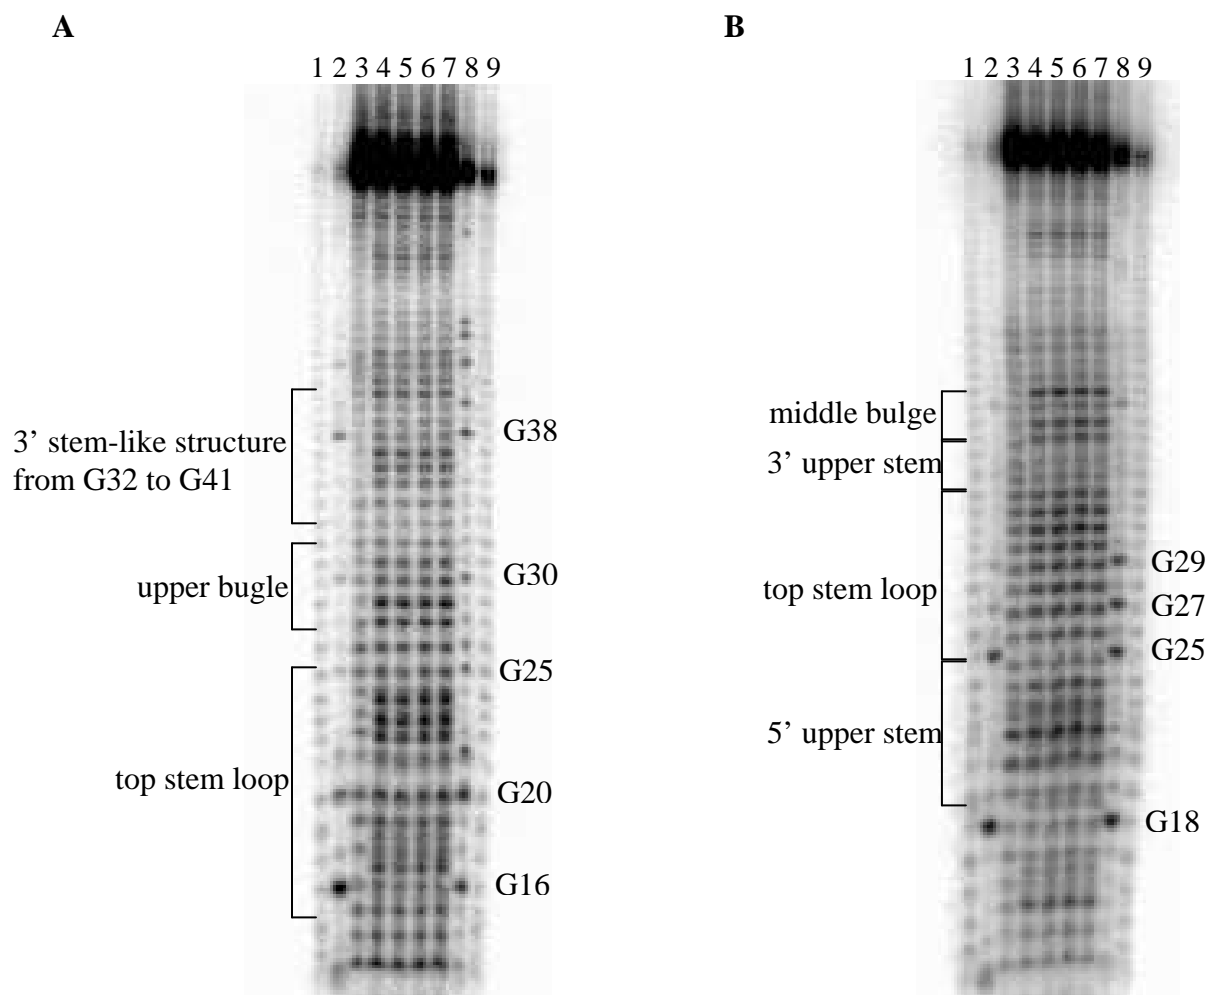 A
B
1 2 3 4 5 6 7 8 9
1 2 3 4 5 6 7 8 9
3’ stem-like structure
from G32 to G41
upper bugle
top stem loop
G38
G30
G25
G20
G16
middle bulge
3’ upper stem
top stem loop
5’ upper stem
G29
G27
G25
G18